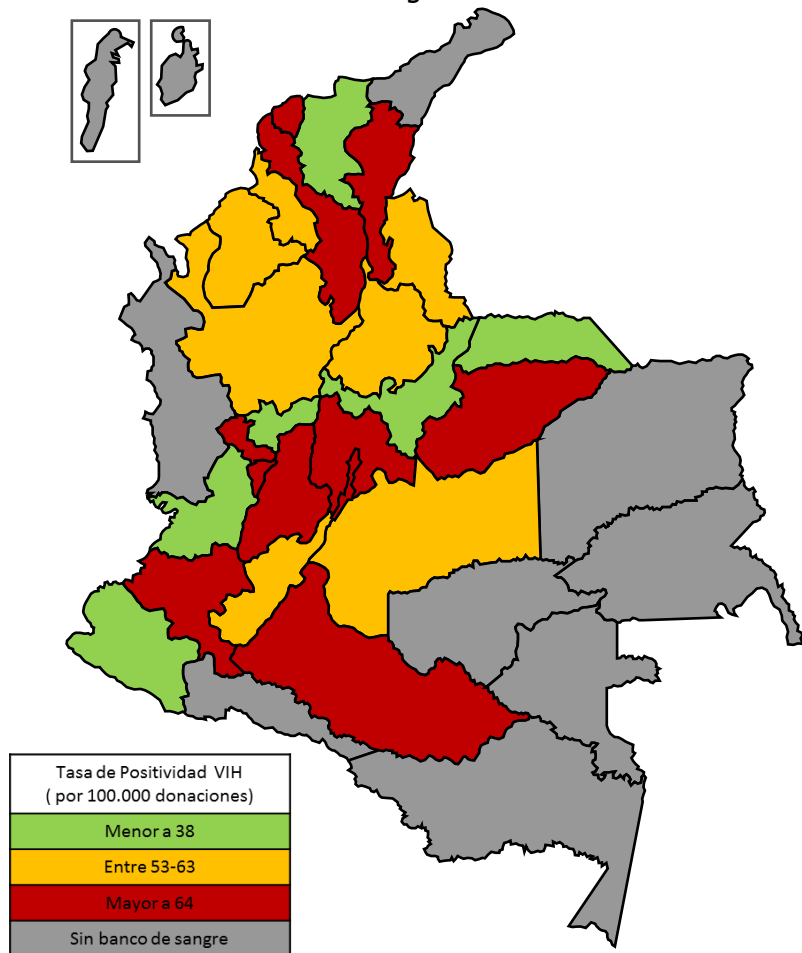 Tasa de Positividad VIH
( por 100.000 donaciones)
Menor a 38
Entre 53-63
Mayor a 64
Sin banco de sangre